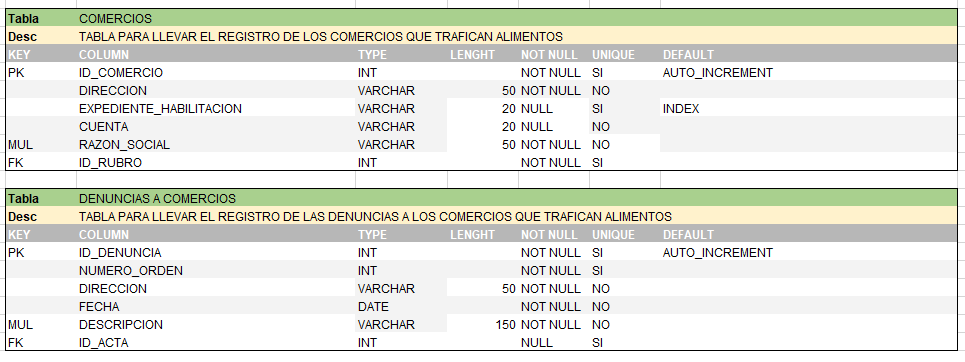 Tabla COMERCIOS
Desc TABLA PARA LLEVAR EL REGISTRO DE LOS COMERCIOS QUE TRAFICAN ALIMENTOS
KEY COLUMN TYPE LENGHT NOT NULL UNIQUE DEFAULT
PK ID_COMERCIO INT NOT NULL SI AUTO_INCREMENT
DIRECCION VARCHAR 50 NOT NULL NO
EXPEDIENTE_HABILITACION VARCHAR 20 NULL SI INDEX
CUENTA VARCHAR 20 NULL NO
MUL RAZON_SOCIAL VARCHAR 50 NOT NULL NO
FK ID_RUBRO INT NOT NULL SI
Tabla DENUNCIAS A COMERCIOS
Desc TABLA PARA LLEVAR EL REGISTRO DE LAS DENUNCIAS A LOS COMERCIOS QUE TRAFICAN ALIMENTOS
KEY COLUMN TYPE LENGHT NOT NULL UNIQUE DEFAULT
PK ID_DENUNCIA INT NOT NULL SI AUTO_INCREMENT
NUMERO_ORDEN INT NOT NULL SI
DIRECCION VARCHAR 50 NOT NULL NO
FECHA DATE NOT NULL NO
MUL DESCRIPCION VARCHAR 150 NOT NULL NO
FK ID_ACTA INT NULL SI